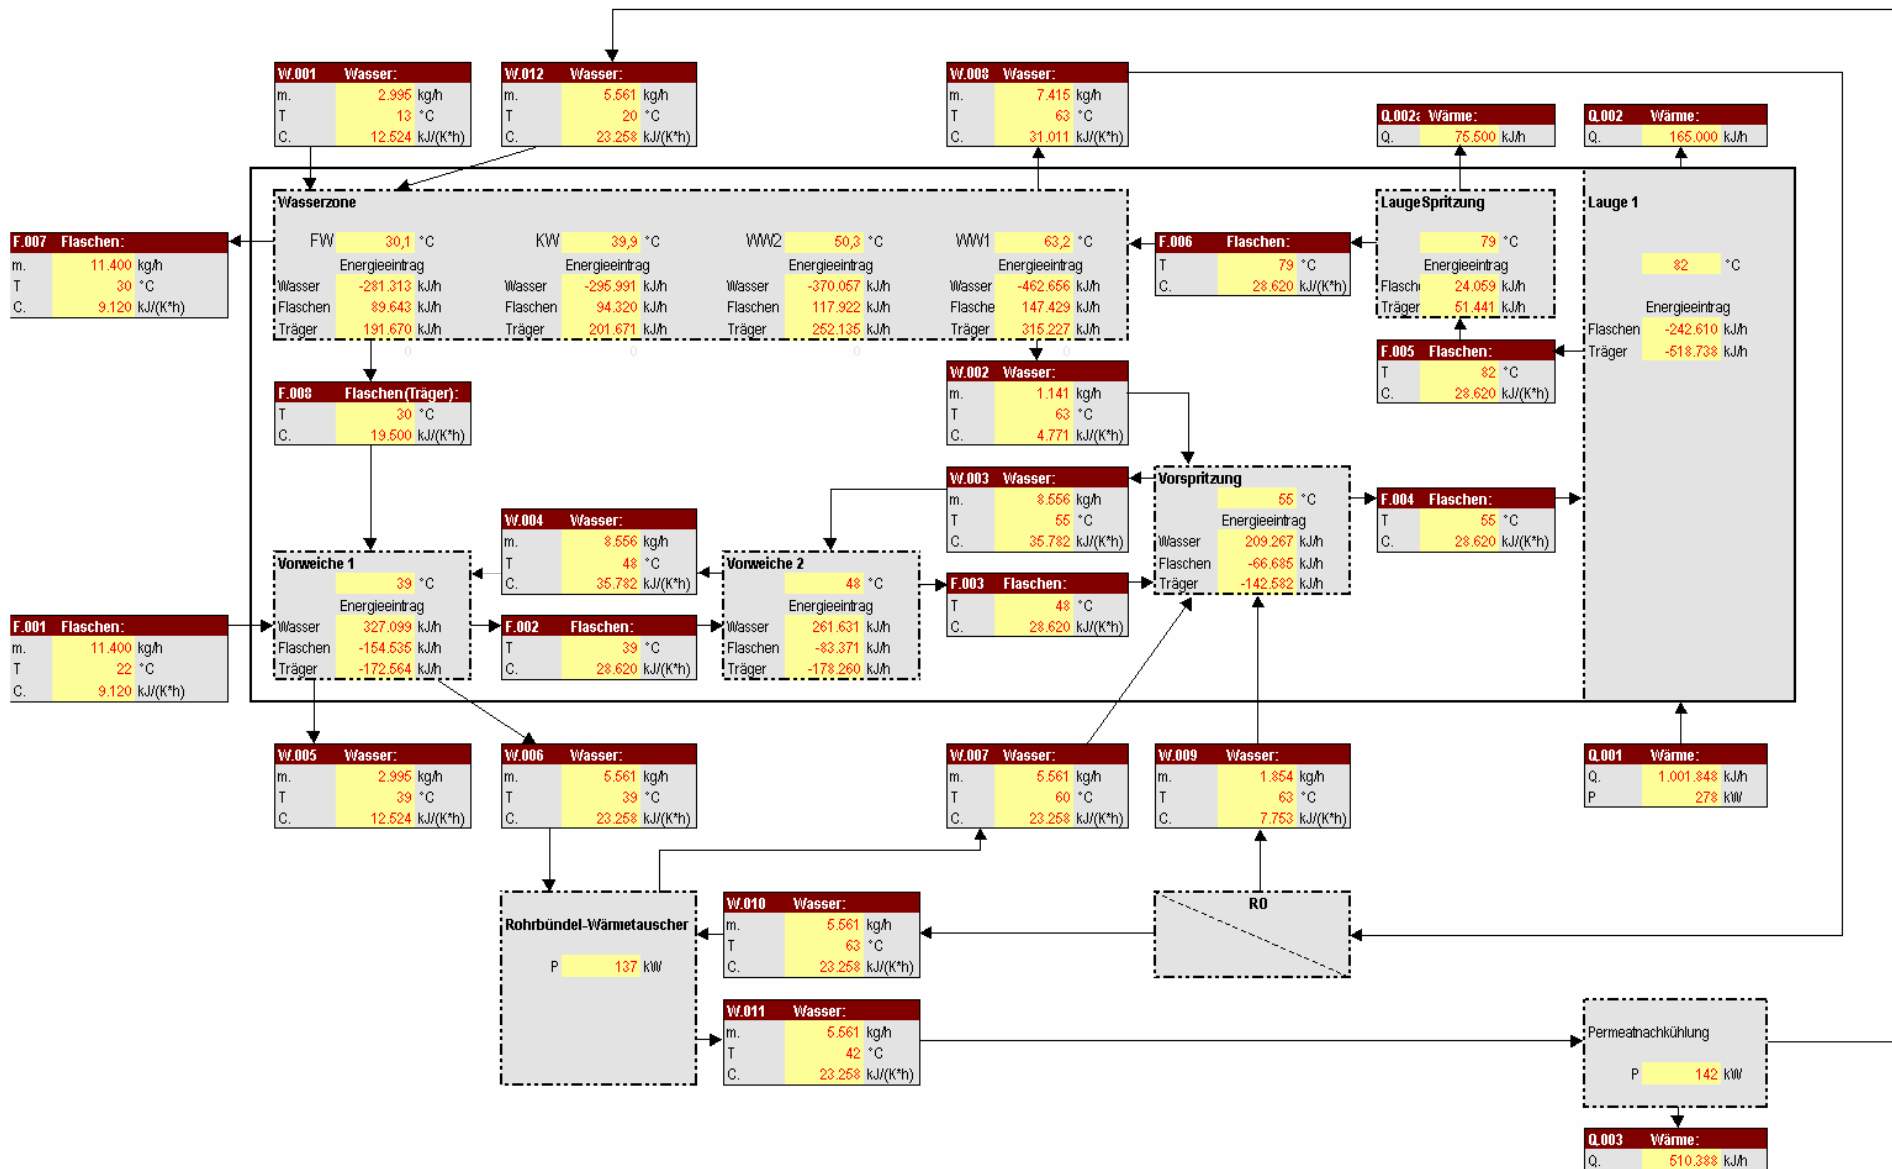 W.001 Wasser:
m. 2.995 kg/h
T 13 °C
C. 12.524 kJ/(K*h)
W.012 Wasser:
m. 5.561 kg/h
T 20 °C
C. 23.258 kJ/(K*h)
W.008 Wasser:
m. 7.415 kg/h
T 63 °C
C. 31.011 kJ/(K*h)
Q.002a Wärme:
Q. 75.500 kJ/h
Q.002 Wärme:
Q. 165.000 kJ/h
Wasserzone
FW 30,1 °C KW 39,9 °C WW2 50,3 °C WW1 63,2 °C
Energieeintrag Energieeintrag Energieeintrag Energieeintrag
Wasser -281.313 kJ/h Wasser -295.991 kJ/h Wasser -370.057 kJ/h Wasser -462.656 kJ/h
Flaschen 89.643 kJ/h Flaschen 94.320 kJ/h Flaschen 117.922 kJ/h Flasche 147.429 kJ/h
Träger 191.670 kJ/h Träger 201.671 kJ/h Träger 252.135 kJ/h Träger 315.227 kJ/h
0 0 0 0
F.007 Flaschen:
m. 11.400 kg/h
T 30 °C
C. 9.120 kJ/(K*h)
F.006 Flaschen:
T 79 °C
C. 28.620 kJ/(K*h)
LaugeSpritzung
79 °C
Energieeintrag
Flasch 24.059 kJ/h
Träger 51.441 kJ/h
Lauge 1
82 °C
Energieeintrag
Flaschen -242.610 kJ/h
Träger -518.738 kJ/h
F.005 Flaschen:
T 82 °C
C. 28.620 kJ/(K*h)
F.008 Flaschen(Träger):
T 30 °C
C. 19.500 kJ/(K*h)
W.002 Wasser:
m. 1.141 kg/h
T 63 °C
C. 4.771 kJ/(K*h)
W.003 Wasser:
m. 8.556 kg/h
T 55 °C
C. 35.782 kJ/(K*h)
Vorspritzung
55 °C
Energieeintrag
Wasser 209.267 kJ/h
Flaschen -66.685 kJ/h
Träger -142.582 kJ/h
F.004 Flaschen:
T 55 °C
C. 28.620 kJ/(K*h)
W.004 Wasser:
m. 8.556 kg/h
T 48 °C
C. 35.782 kJ/(K*h)
Vorweiche 1
39 °C
Energieeintrag
Wasser 327.099 kJ/h
Flaschen -154.535 kJ/h
Träger -172.564 kJ/h
Vorweiche 2
48 °C
Energieeintrag
Wasser 261.631 kJ/h
Flaschen -83.371 kJ/h
Träger -178.260 kJ/h
F.003 Flaschen:
T 48 °C
C. 28.620 kJ/(K*h)
F.001 Flaschen:
m. 11.400 kg/h
T 22 °C
C. 9.120 kJ/(K*h)
F.002 Flaschen:
T 39 °C
C. 28.620 kJ/(K*h)
W.005 Wasser:
m. 2.995 kg/h
T 39 °C
C. 12.524 kJ/(K*h)
W.006 Wasser:
m. 5.561 kg/h
T 39 °C
C. 23.258 kJ/(K*h)
W.007 Wasser:
m. 5.561 kg/h
T 60 °C
C. 23.258 kJ/(K*h)
W.009 Wasser:
m. 1.854 kg/h
T 63 °C
C. 7.753 kJ/(K*h)
Q.001 Wärme:
Q. 1.001.848 kJ/h
P 278 kW
Rohrbündel-Wärmetauscher
P 137 kW
W.010 Wasser:
m. 5.561 kg/h
T 63 °C
C. 23.258 kJ/(K*h)
RO
W.011 Wasser:
m. 5.561 kg/h
T 42 °C
C. 23.258 kJ/(K*h)
Permeatnachkühlung
P 142 kW
Q.003 Wärme:
Q. 510.388 kJ/h